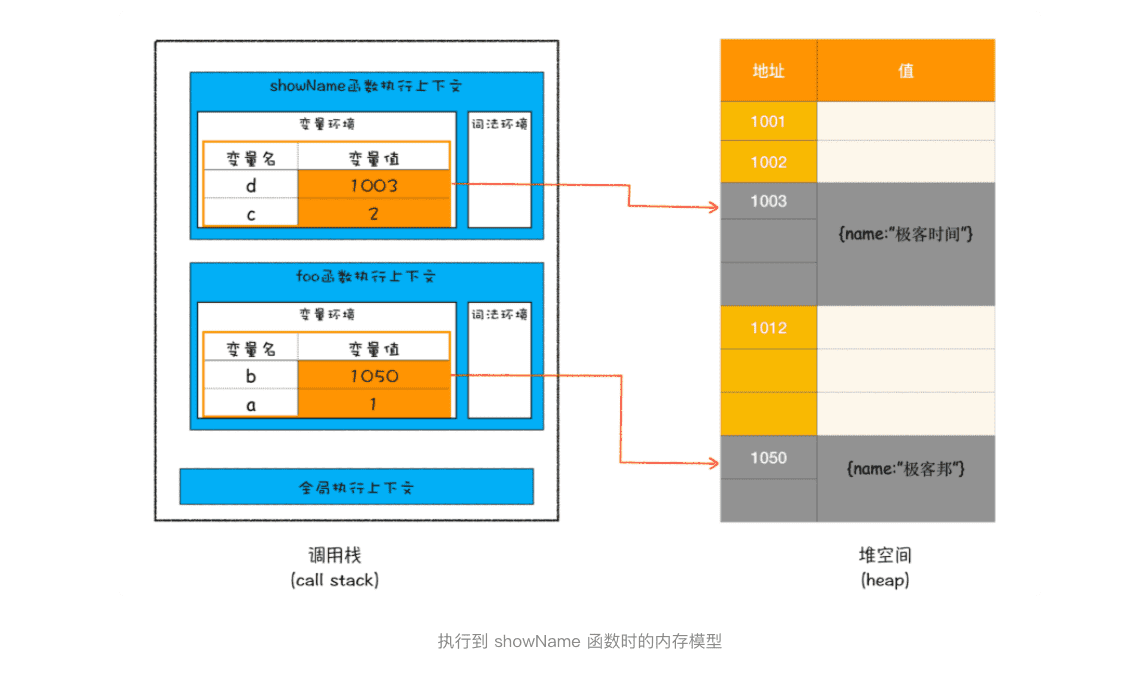 showName函数执行上下文
变量环境
词法环境
变量名 变量值
d 1003
c 2
foo函数执行上下文
变量环境
词法环境
变量名 变量值
b 1050
a 1
全局执行上下文
调用栈
(call stack)
地址 值
1001
1002
1003
{name:"极客时间"}
1012
1050
{name:"极客邦"}
堆空间
(heap)
执行到 showName 函数时的内存模型